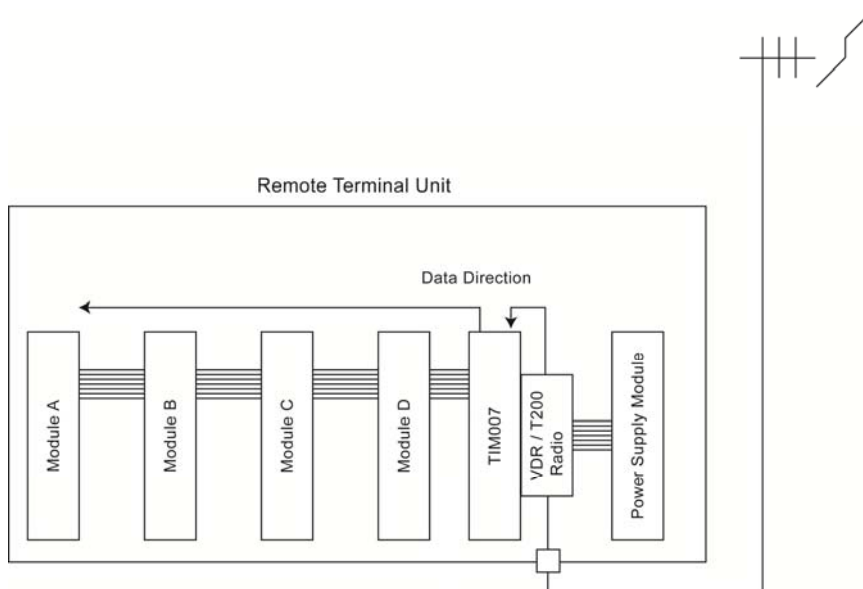 Remote Terminal Unit
Data Direction
Module A
Module B
Module C
Module D
TIM007
VDR / T200
Radio
Power Supply Module